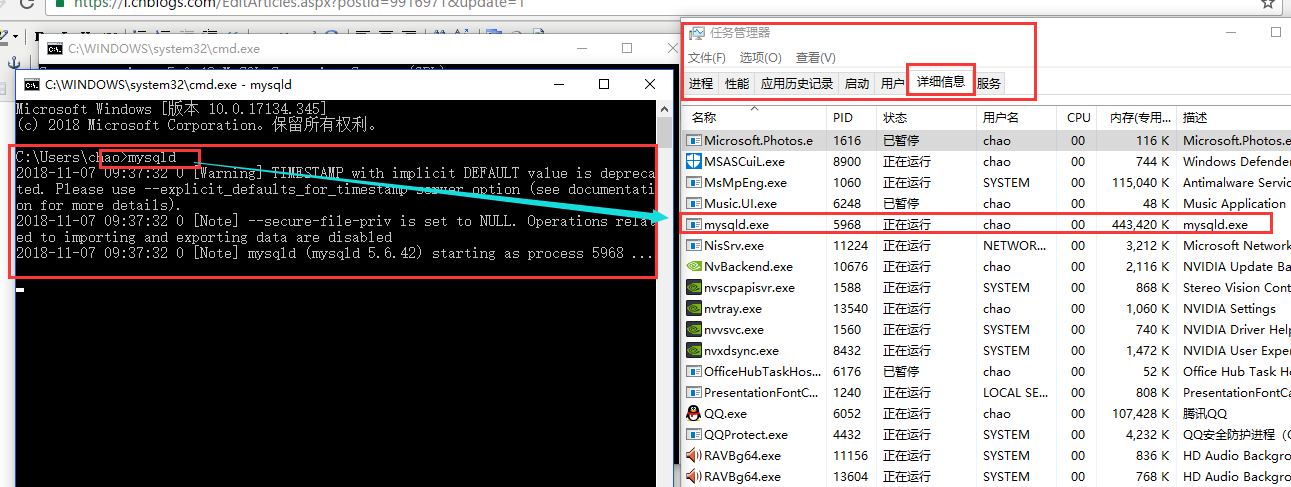 https://i.cnblogs.com/EditArticles.aspx?postid=9916971&update=1
C:\WINDOWS\system32\cmd.exe
C:\WINDOWS\system32\cmd.exe - mysqld
Microsoft Windows [版本 10.0.17134.345]
(c) 2018 Microsoft Corporation。保留所有权利。
C:\Users\chao>mysqld
2018-11-07 09:37:32 0 [Warning] TIMESTAMP with implicit DEFAULT value is depreca
ted. Please use --explicit_defaults_for_timestamp server option (see documentati
on for more details).
2018-11-07 09:37:32 0 [Note] --secure-file-priv is set to NULL. Operations relat
ed to importing and exporting data are disabled
2018-11-07 09:37:32 0 [Note] mysqld (mysqld 5.6.42) starting as process 5968 ...
任务管理器
文件(F) 选项(O) 查看(V)
进程 性能 应用历史记录 启动 用户 详细信息 服务
名称 PID 状态 用户名 CPU 内存(专用... 描述
Microsoft.Photos.e 1616 已暂停 chao 00 116 K Microsoft.Photos.e
MSASCuiL.exe 8900 正在运行 chao 00 744 K Windows Defender
MsMpEng.exe 1060 正在运行 SYSTEM 00 115,040 K Antimalware Servic
Music.UI.exe 6248 已暂停 chao 00 48 K Music Application
mysqld.exe 5968 正在运行 chao 00 443,420 K mysqld.exe
NisSrv.exe 11224 正在运行 NETWOR... 00 3,212 K Microsoft Network
NvBackend.exe 10676 正在运行 chao 00 2,116 K NVIDIA Update Ba
nvscpapisvr.exe 1588 正在运行 SYSTEM 00 868 K Stereo Vision Cont
nvtray.exe 13540 正在运行 chao 00 1,060 K NVIDIA Settings
nvvsvc.exe 1560 正在运行 SYSTEM 00 740 K NVIDIA Driver Help
nvxdsync.exe 8432 正在运行 SYSTEM 00 1,472 K NVIDIA User Exper
OfficeHubTaskHos... 6176 已暂停 chao 00 52 K Office Hub Task H
PresentationFontC... 1240 正在运行 LOCAL SE... 00 808 K PresentationFontCa
QQ.exe 6052 正在运行 chao 00 107,428 K 腾讯QQ
QQProtect.exe 4432 正在运行 SYSTEM 00 4,232 K QQ安全防护进程（
RAVBg64.exe 11156 正在运行 SYSTEM 00 836 K HD Audio Backgro
RAVBg64.exe 13604 正在运行 SYSTEM 00 768 K HD Audio Backgro